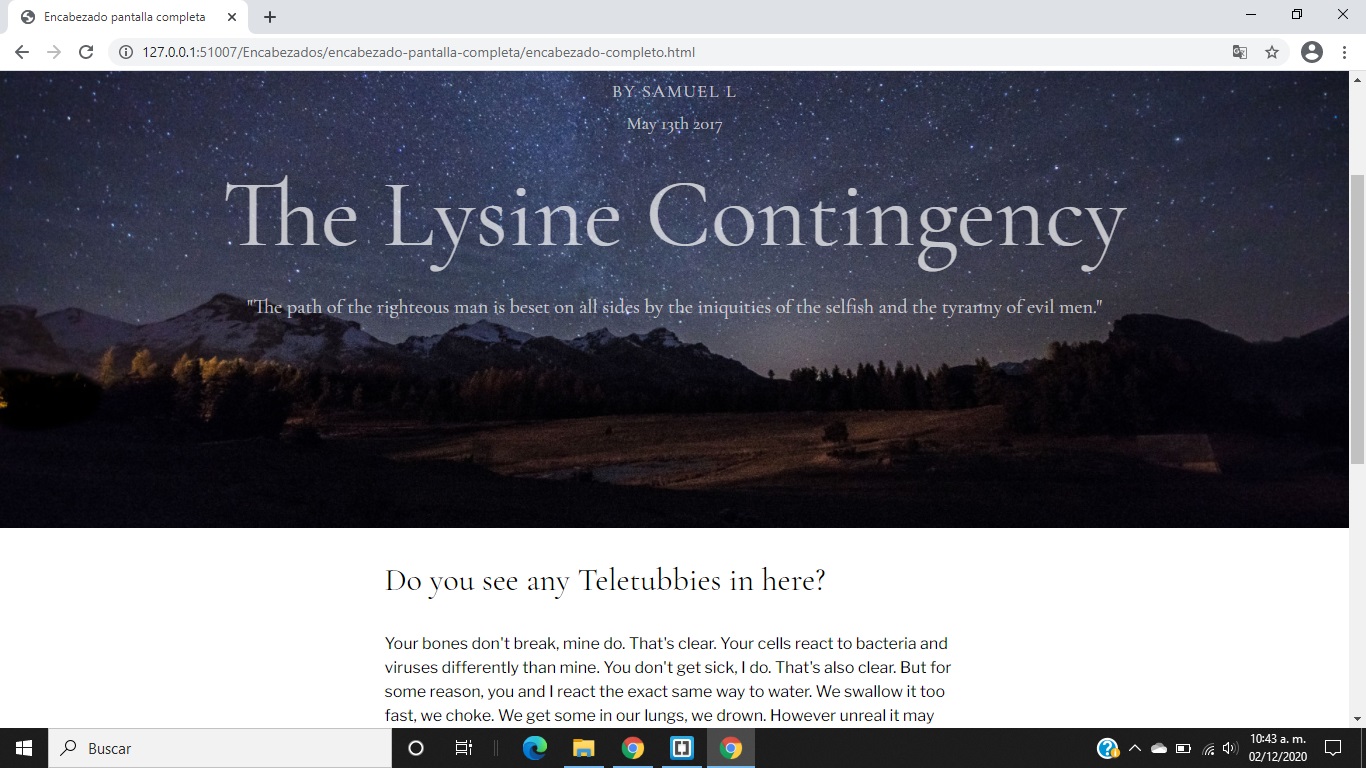 Encabezado pantalla completa
127.0.0.1:51007/Encabezados/encabezado-pantalla-completa/encabezado-completo.html
BY SAMUEL L
May 13th 2017
The Lysine Contingency
"The path of the righteous man is beset on all sides by the iniquities of the selfish and the tyranny of evil men."
Do you see any Teletubbies in here?
Your bones don't break, mine do. That's clear. Your cells react to bacteria and
viruses differently than mine. You don't get sick, I do. That's also clear. But for
some reason, you and I react the exact same way to water. We swallow it too
fast, we choke. We get some in our lungs, we drown. However unreal it may
Buscar
10:43 a. m.
02/12/2020